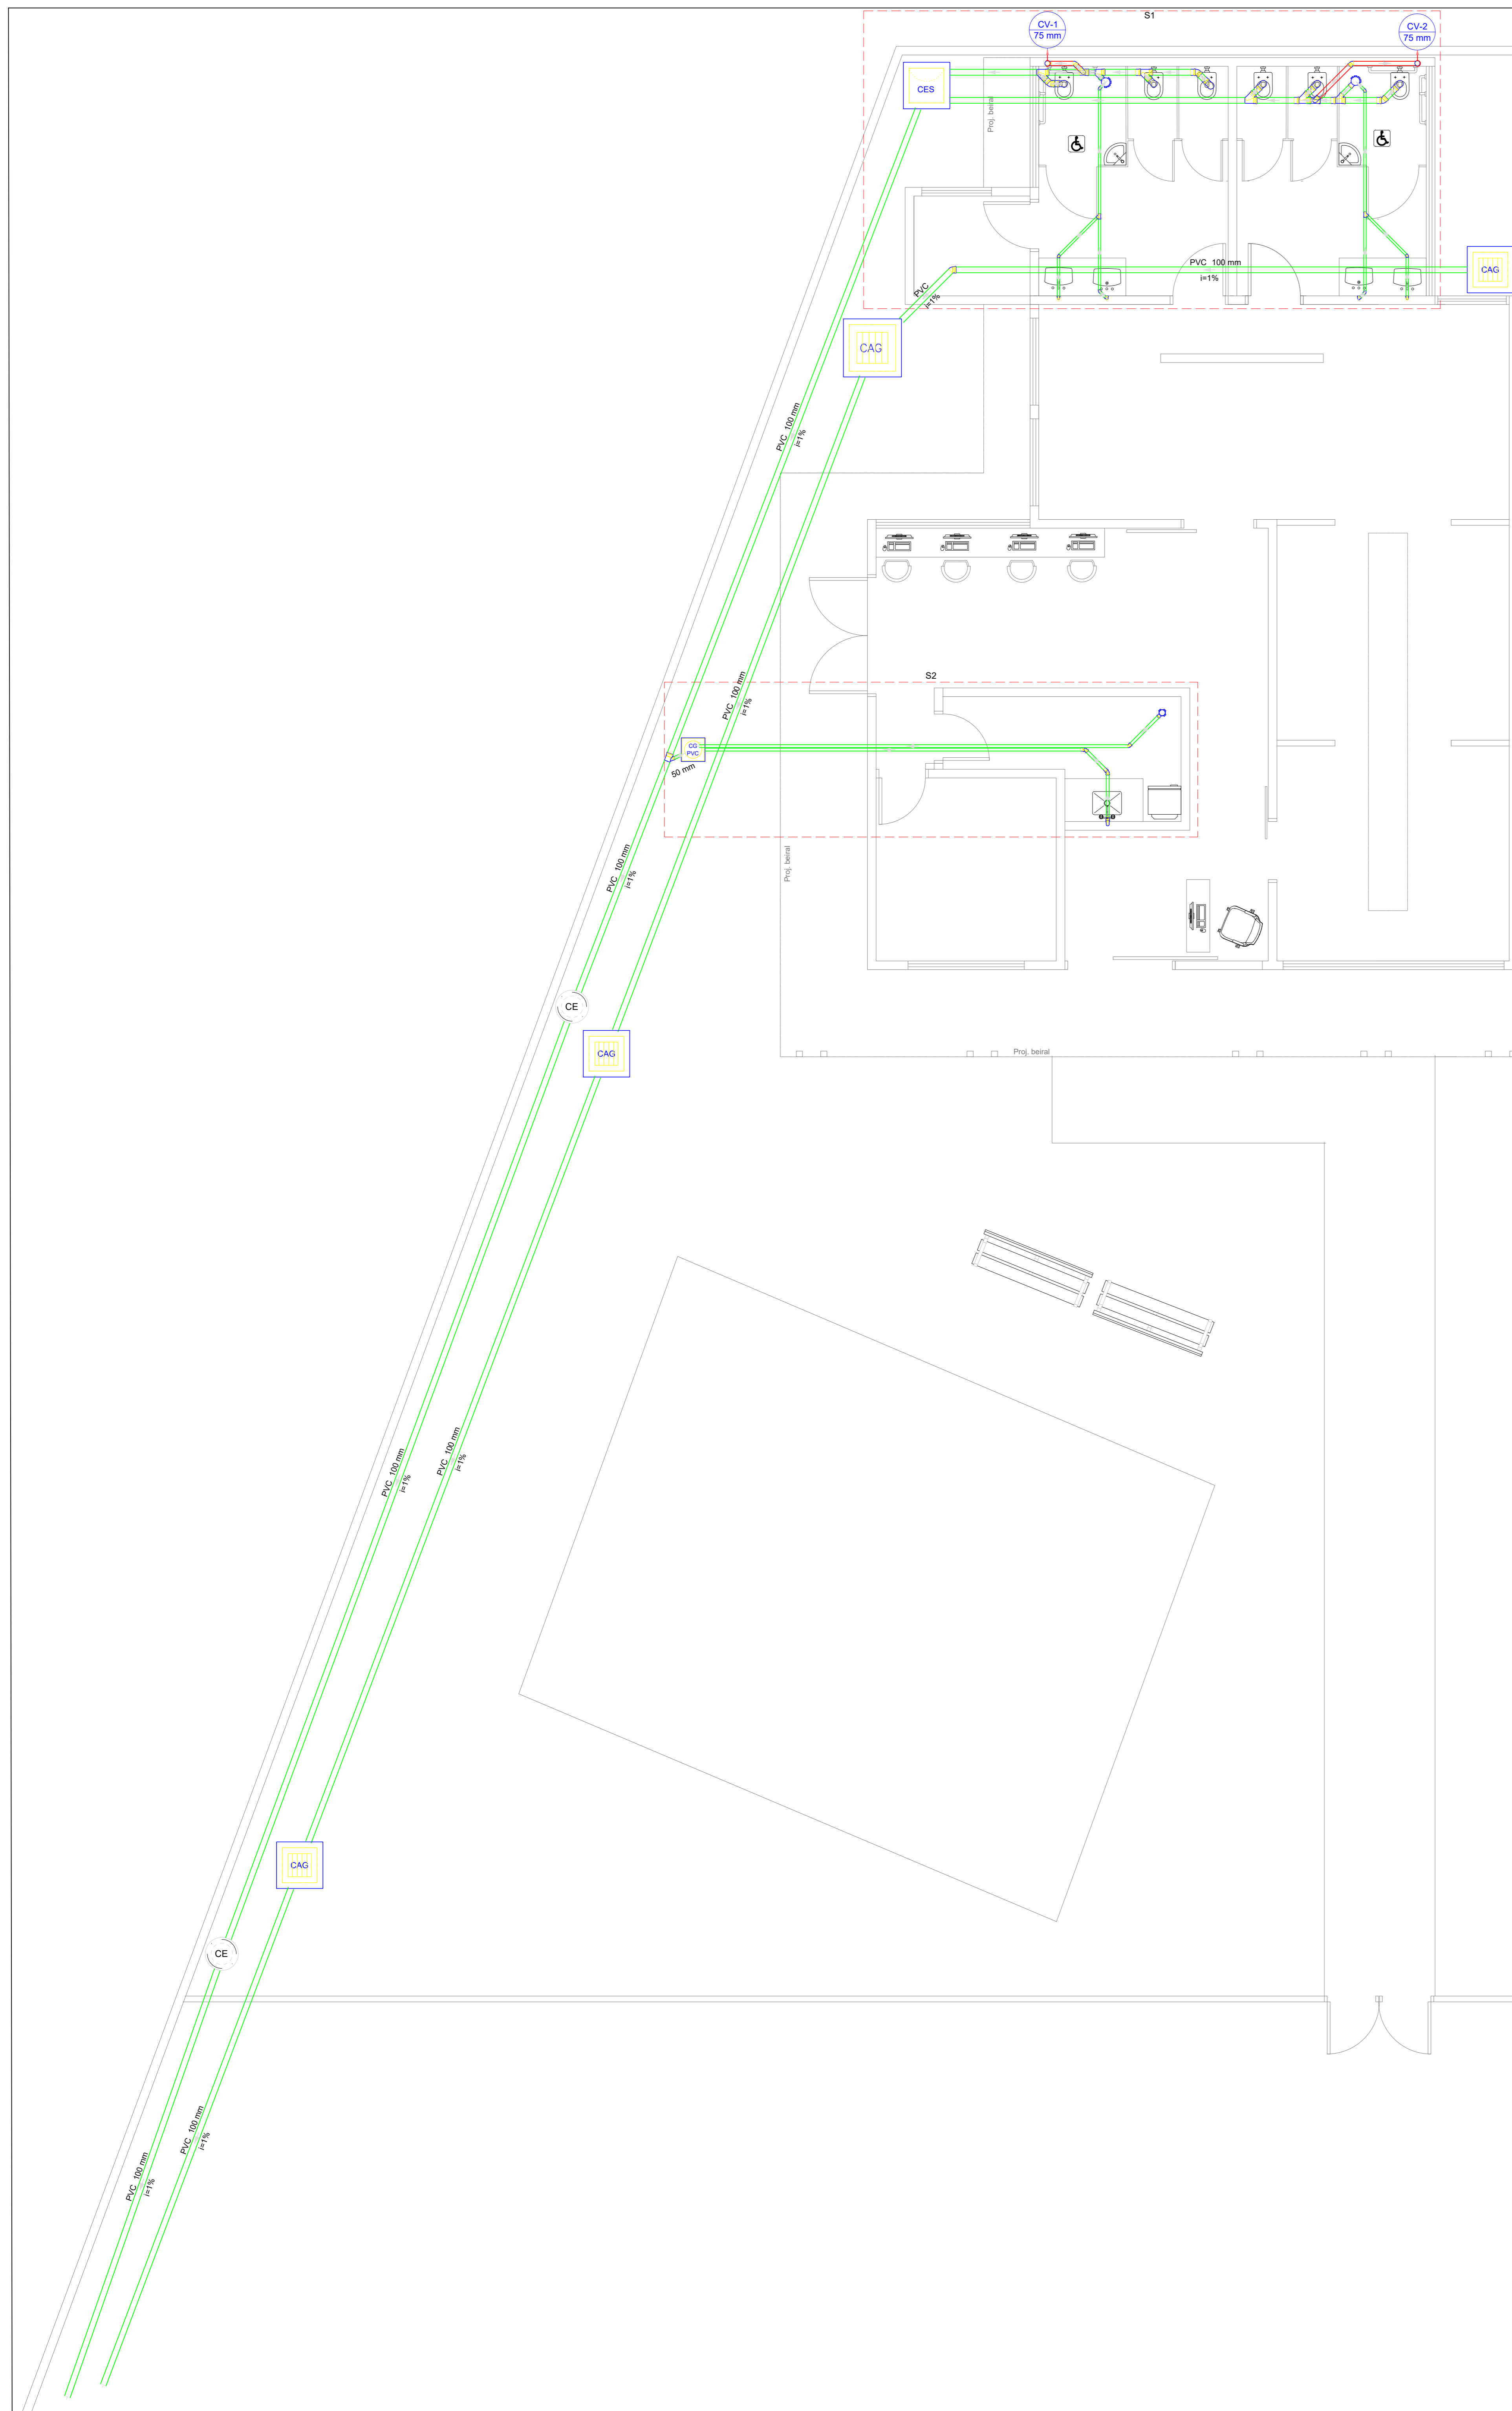 S1
CV-1
75 mm
CV-2
75 mm
CES
Proj. beiral
PVC 100 mm
i=1%
CAG
PVC
i=1%
CAG
PVC 100 mm
i=1%
S2
PVC 100 mm
i=1%
CG
PVC
50 mm
Proj. beiral
PVC 100 mm
i=1%
CE
CAG
Proj. beiral
PVC 100 mm
i=1%
PVC 100 mm
i=1%
CAG
CE
PVC 100 mm
i=1%
PVC 100 mm
i=1%